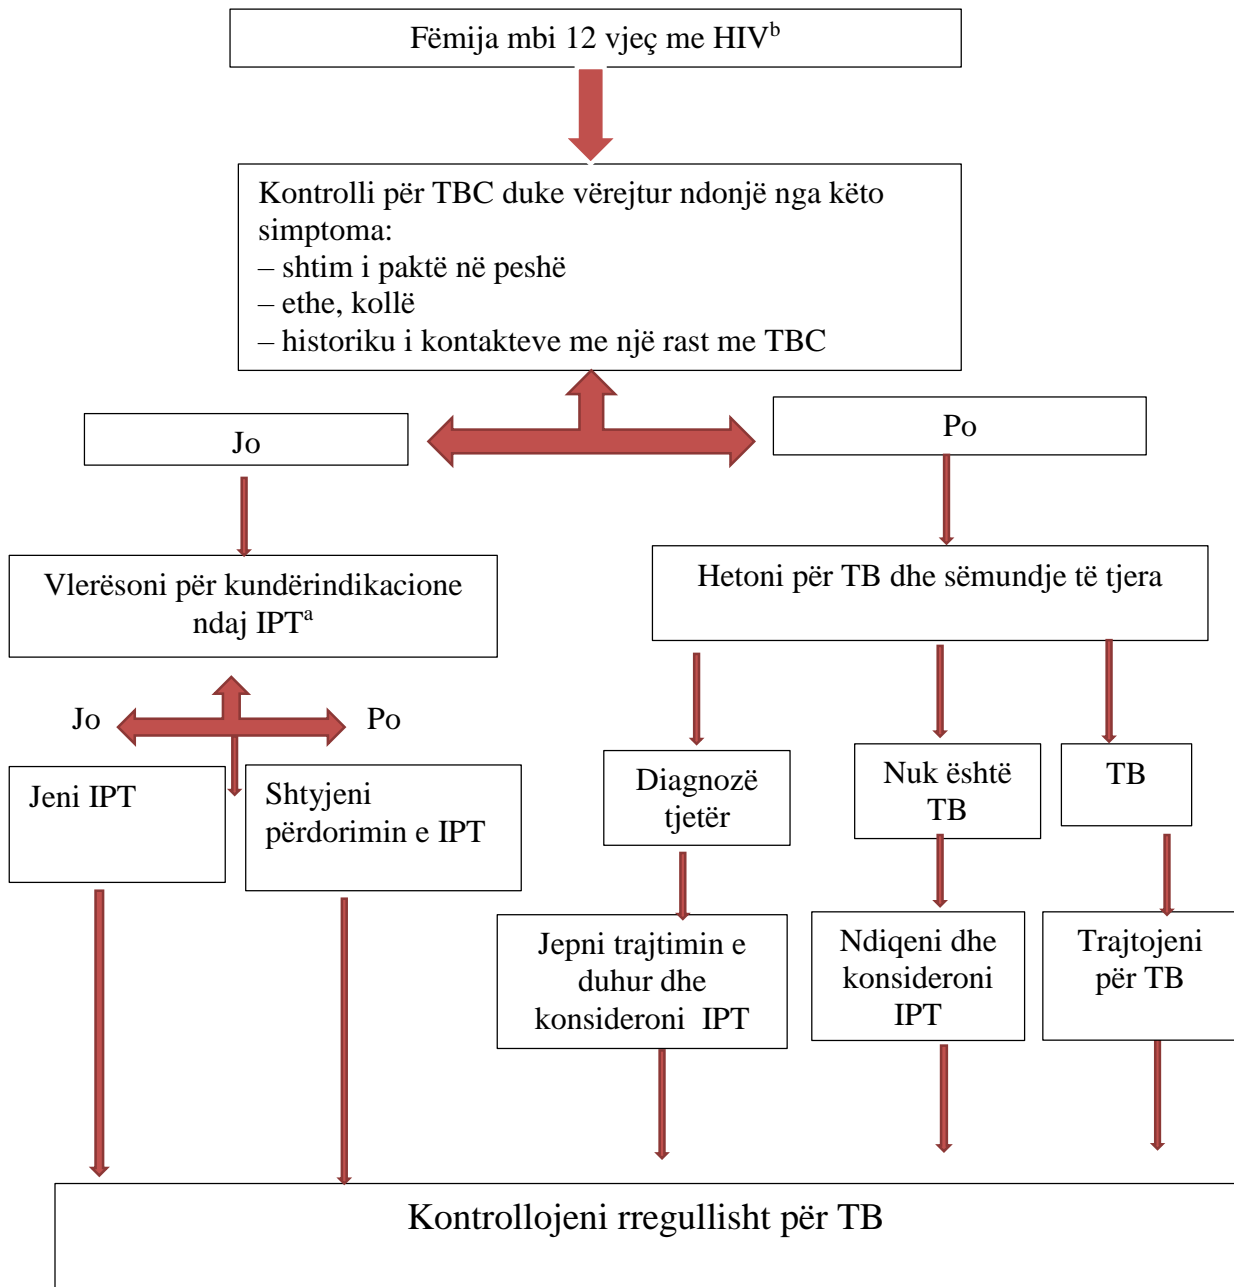 Fëmija mbi 12 vjeç me HIVᵇ
Kontrolli për TBC duke vërejtur ndonjë nga këto
simptoma:
– shtim i paktë në peshë
– ethe, kollë
– historiku i kontakteve me një rast me TBC
Jo
Po
Vlerësoni për kundërindikacione
ndaj IPTᵃ
Hetoni për TB dhe sëmundje të tjera
Jo
Po
Jeni IPT
Shtyjeni
përdorimin e IPT
Diagnozë
tjetër
Nuk është
TB
TB
Jepni trajtimin e
duhur dhe
konsideroni IPT
Ndiqeni dhe
konsideroni
IPT
Trajtojeni
për TB
Kontrollojeni rregullisht për TB